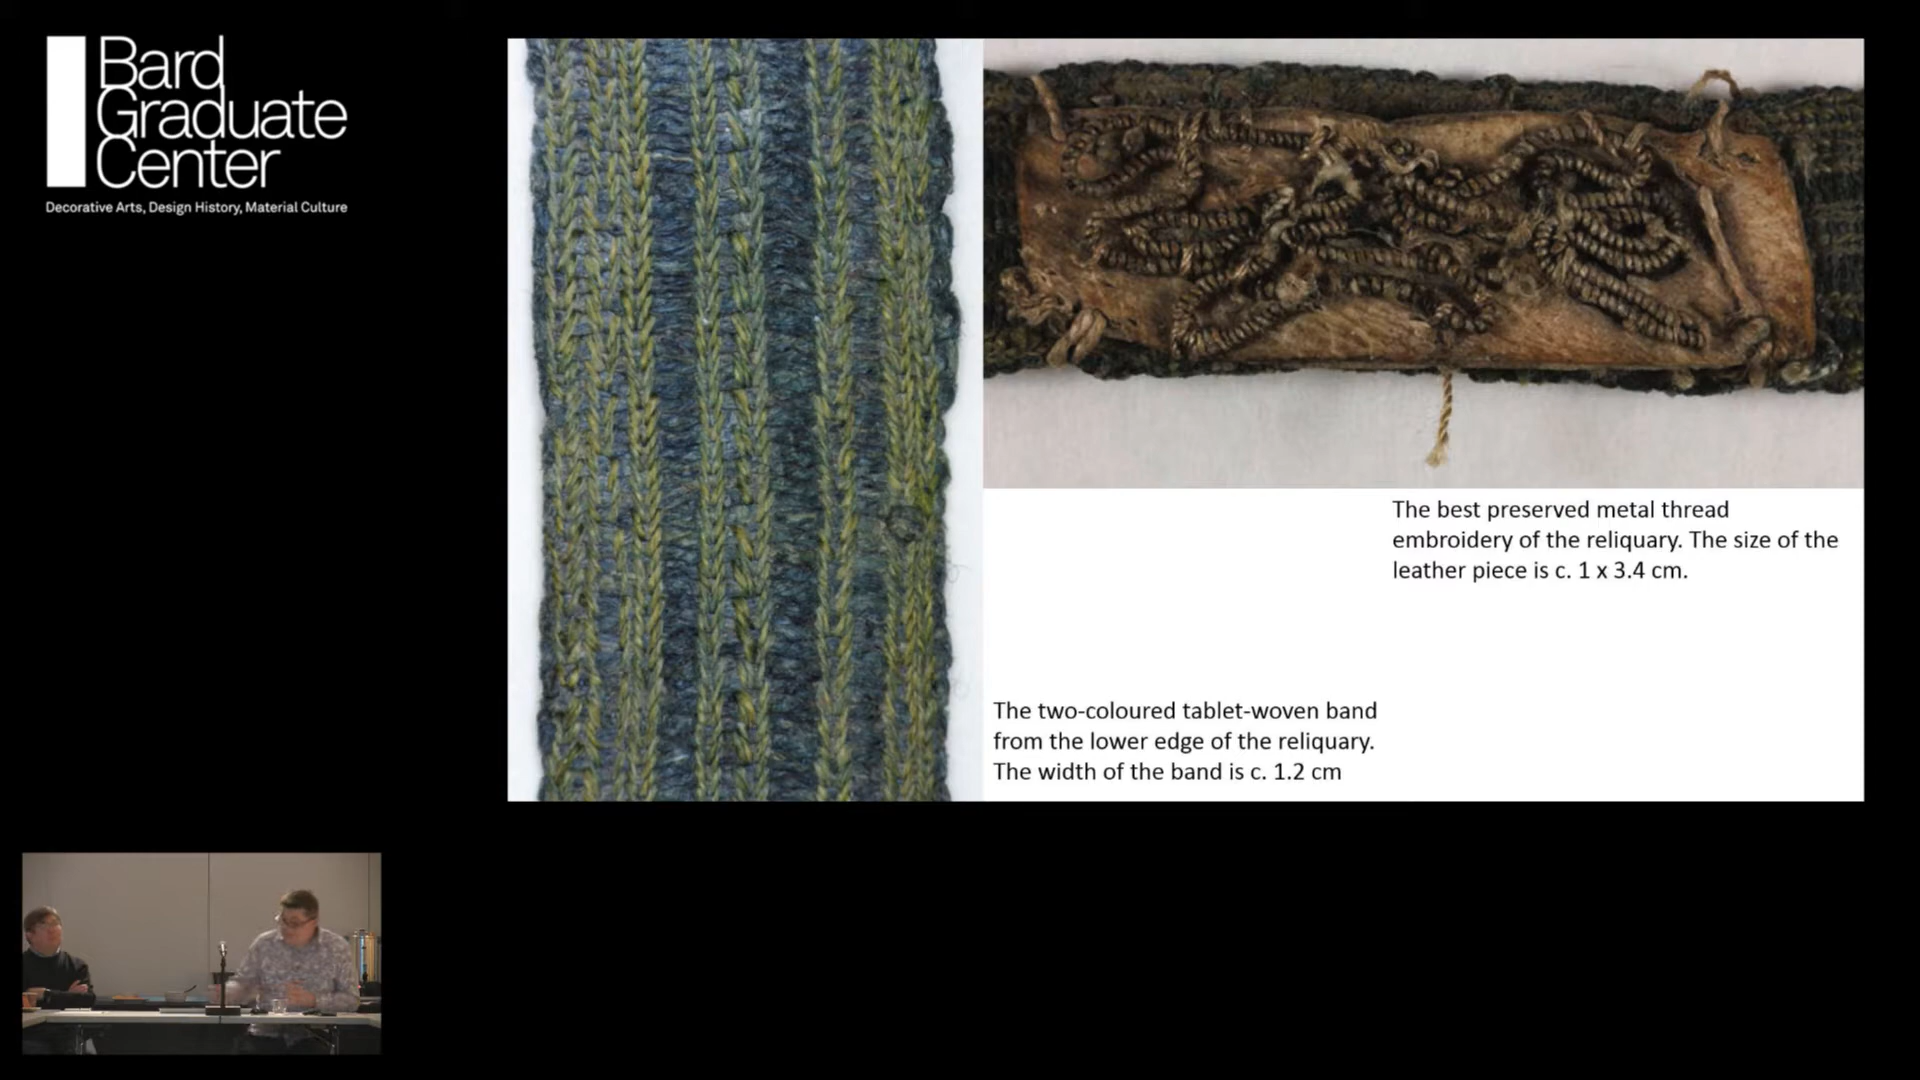 Bard
Graduate
Center
Decorative Arts, Design History, Material Culture
The best preserved metal thread
embroidery of the reliquary. The size of the
leather piece is c. 1 x 3.4 cm.
The two-coloured tablet-woven band
from the lower edge of the reliquary.
The width of the band is c. 1.2 cm